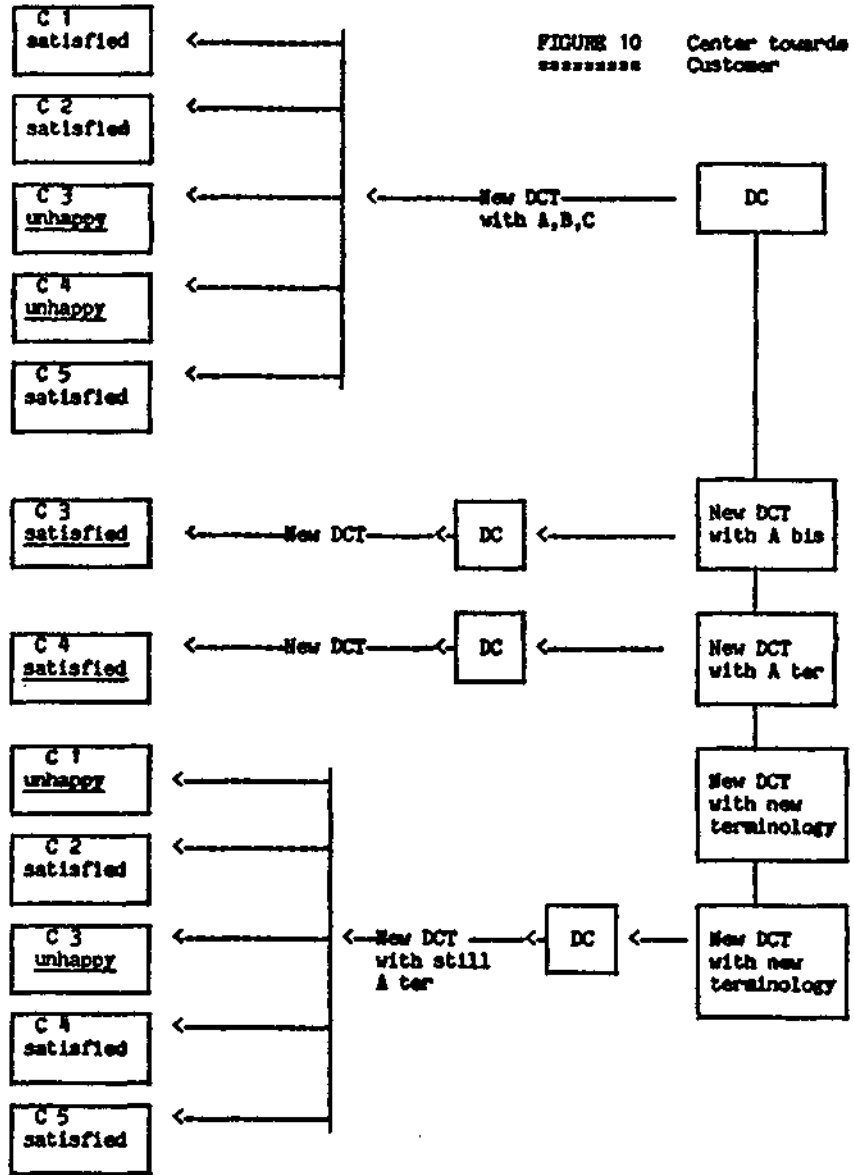 FIGURE 10 Center towards
========= Customer
C 1
satisfied
C 2
satisfied
C 3
unhappy
C 4
unhappy
C 5
satisfied
New DCT
with A,B,C
DC
C 3
satisfied
New DCT
DC
New DCT
with A bis
C 4
satisfied
New DCT
DC
New DCT
with A ter
C 1
unhappy
C 2
satisfied
C 3
unhappy
C 4
satisfied
C 5
satisfied
New DCT
with still
A ter
DC
New DCT
with new
terminology
New DCT
with new
terminology